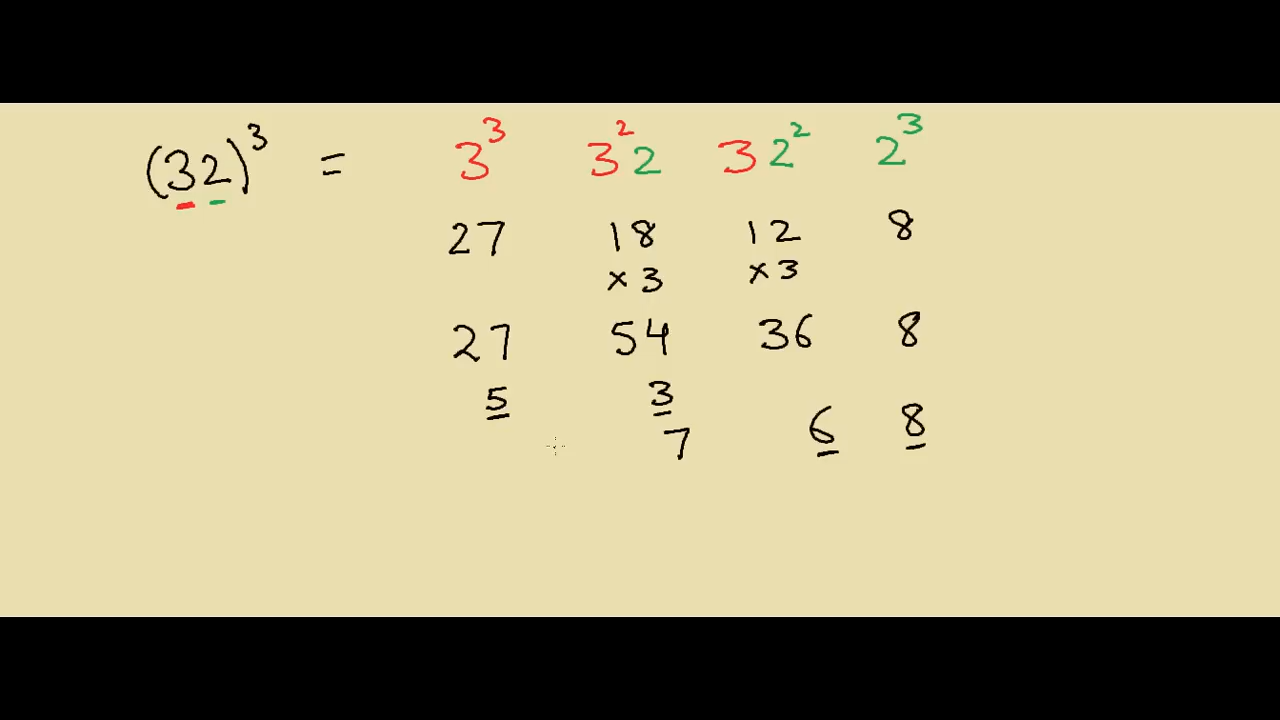 (32)³ = 3³ 3²2 32² 2³
27 18 12 8
×3 ×3
27 54 36 8
5 3
7 6 8